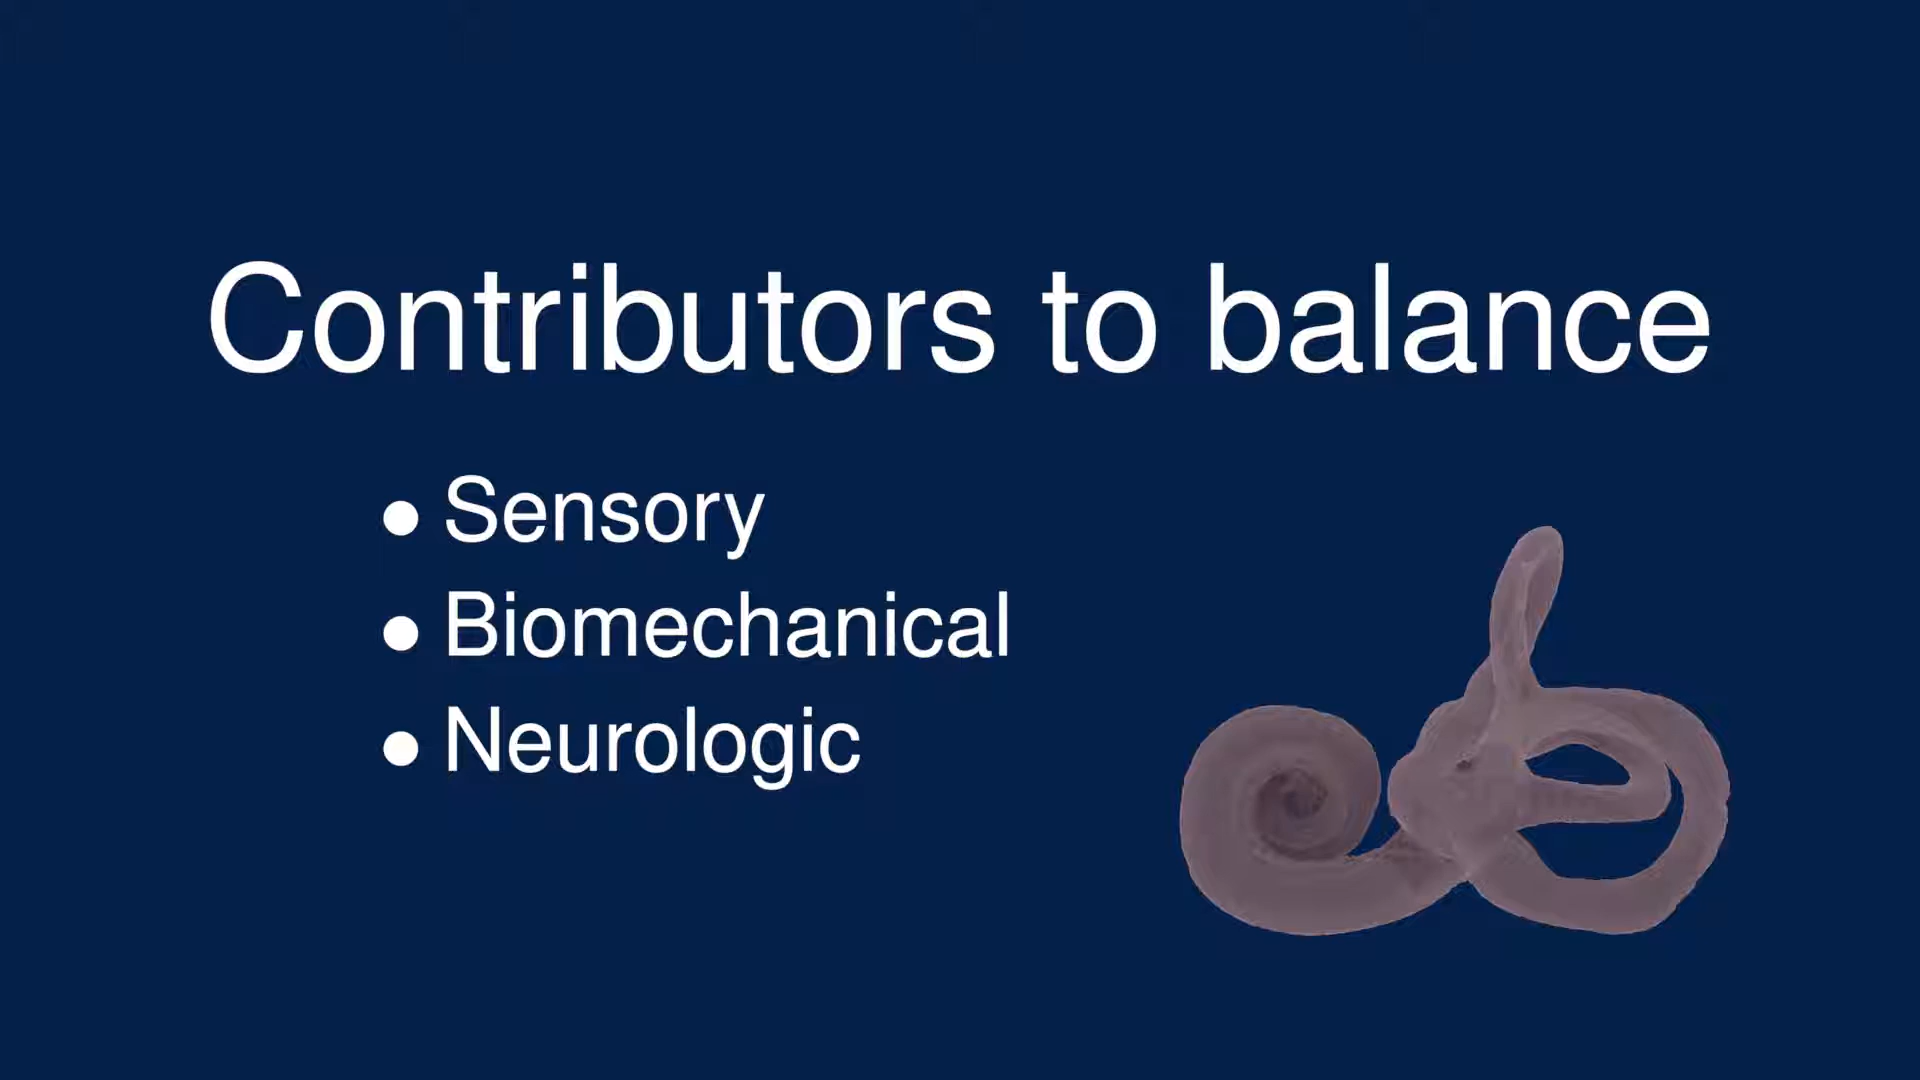 Contributors to balance
• Sensory
• Biomechanical
• Neurologic